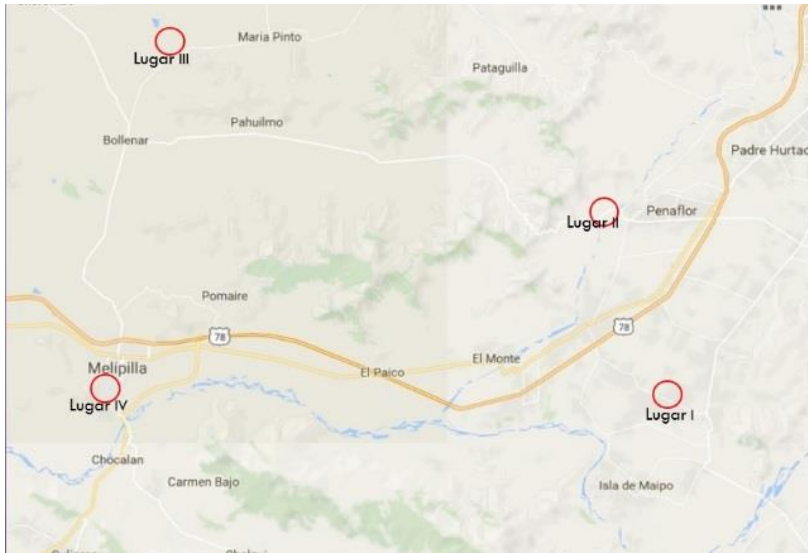 Maria Pinto
Lugar III
Pataguilla
Pahuilmo
Bollenar
Padre Hurtac
Penaflor
Lugar II
Pomaire
78
78
El Monte
Melipilla
El Paico
Lugar IV
Lugar I
Chocalan
Carmen Bajo
Isla de Maipo